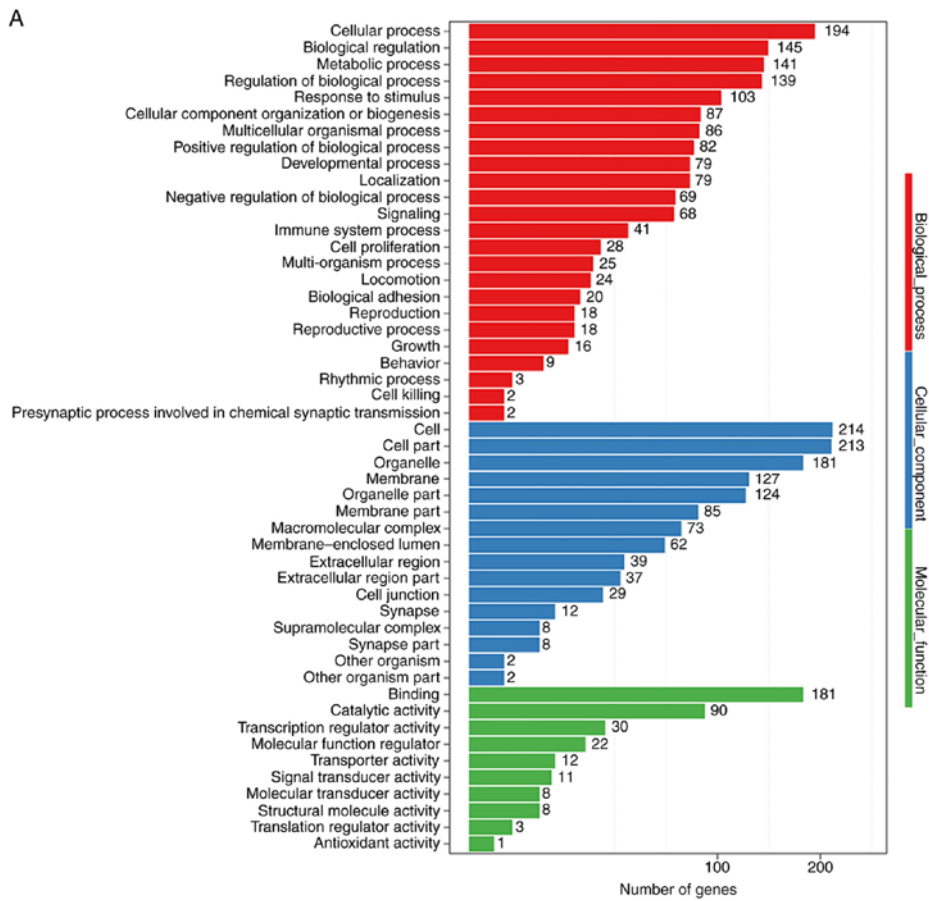 A
Cellular process 194
Biological regulation 145
Metabolic process 141
Regulation of biological process 139
Response to stimulus 103
Cellular component organization or biogenesis 87
Multicellular organismal process 86
Positive regulation of biological process 82
Developmental process 79
Localization 79
Negative regulation of biological process 69
Signaling 68
Immune system process 41
Cell proliferation 28
Multi-organism process 25
Locomotion 24
Biological adhesion 20
Reproduction 18
Reproductive process 18
Growth 16
Behavior 9
Rhythmic process 3
Cell killing 2
Presynaptic process involved in chemical synaptic transmission 2
Cell 214
Cell part 213
Organelle 181
Membrane 127
Organelle part 124
Membrane part 85
Macromolecular complex 73
Membrane–enclosed lumen 62
Extracellular region 39
Extracellular region part 37
Cell junction 29
Synapse 12
Supramolecular complex 8
Synapse part 8
Other organism 2
Other organism part 2
Binding 181
Catalytic activity 90
Transcription regulator activity 30
Molecular function regulator 22
Transporter activity 12
Signal transducer activity 11
Molecular transducer activity 8
Structural molecule activity 8
Translation regulator activity 3
Antioxidant activity 1
100 200
Number of genes
Biological_process
Cellular_component
Molecular_function